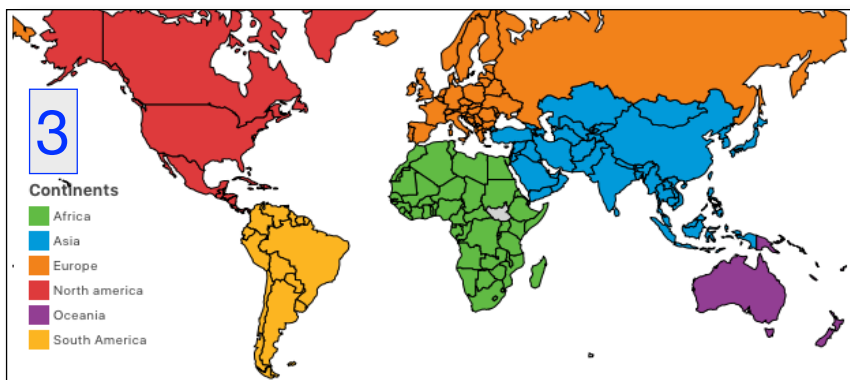 3
Continents
Africa
Asia
Europe
North america
Oceania
South America